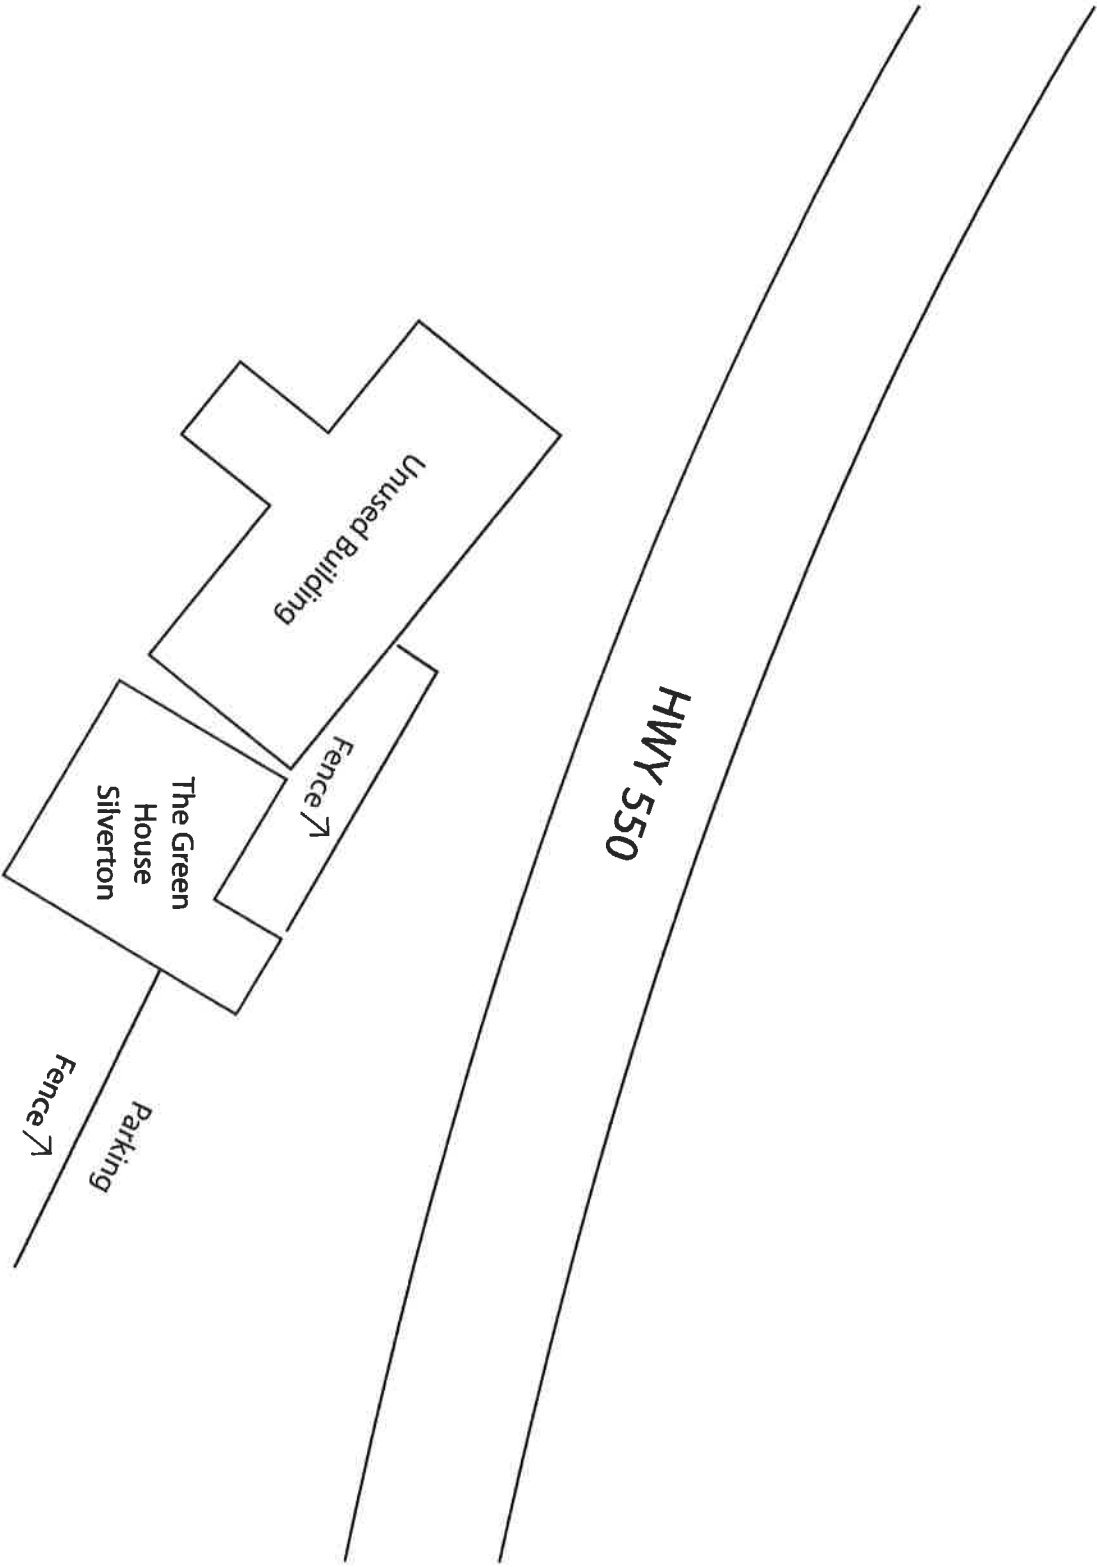 HWY 550
Unused Building
Fence
The Green
House
Silverton
Fence
Parking